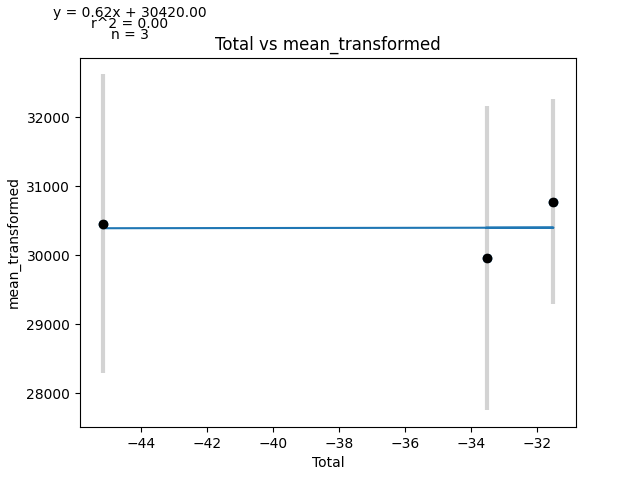 y = 0.62x + 30420.00
r^2 = 0.00
n = 3
Total vs mean_transformed
32000
31000
30000
29000
28000
mean_transformed
−44
−42
−40
−38
−36
−34
−32
Total